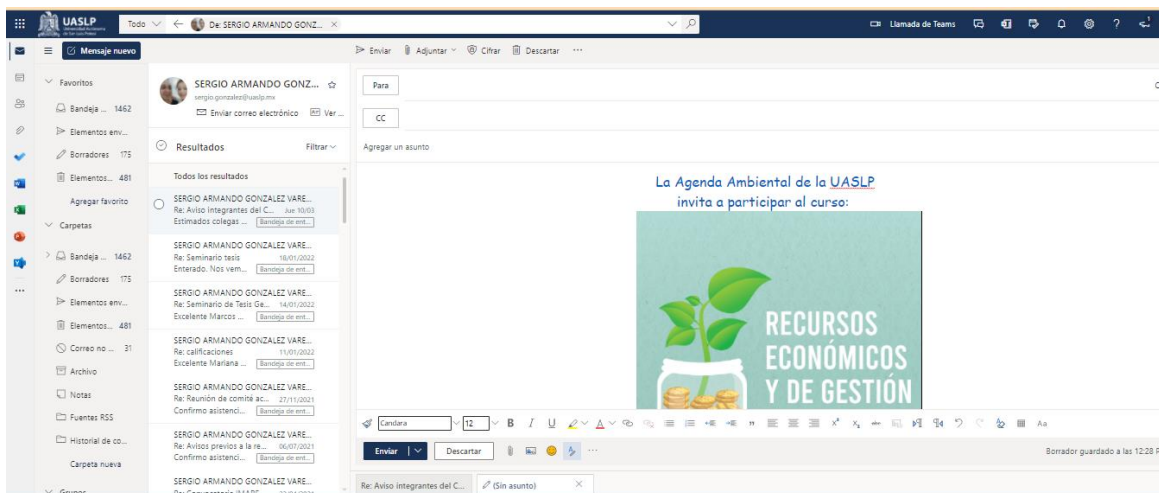 UASLP
Todo
De: SERGIO ARMANDO GONZ...
Llamada de Teams
Mensaje nuevo
Enviar
Adjuntar
Cifrar
Descartar
...
Favoritos
Bandeja ... 1462
Elementos env...
Borradores 175
Elementos... 481
Agregar favorito
Carpetas
Bandeja ... 1462
Borradores 175
Elementos env...
Elementos... 481
Correo no ... 31
Archivo
Notas
Fuentes RSS
Historial de co...
Carpeta nueva
Grupos
SERGIO ARMANDO GONZ...
sergio.gonzalez@uaslp.mx
Enviar correo electrónico
Ver ...
Resultados
Filtrar
Todos los resultados
SERGIO ARMANDO GONZALEZ VARE...
Re: Aviso integrantes del C... Jue 10/03
Estimados colegas ... Bandeja de ent...
SERGIO ARMANDO GONZALEZ VARE...
Re: Seminario tesis 18/01/2022
Enterado. Nos vem... Bandeja de ent...
SERGIO ARMANDO GONZALEZ VARE...
Re: Seminario de Tesis Ge... 14/01/2022
Excelente Marcos ... Bandeja de ent...
SERGIO ARMANDO GONZALEZ VARE...
Re: calificaciones 11/01/2022
Excelente Mariana ... Bandeja de ent...
SERGIO ARMANDO GONZALEZ VARE...
Re: Reunión de comité ac... 27/11/2021
Confirmo asistenci... Bandeja de ent...
SERGIO ARMANDO GONZALEZ VARE...
Re: Avisos previos a la re... 06/07/2021
Confirmo asistenci... Bandeja de ent...
SERGIO ARMANDO GONZALEZ VARE...
Para
CC
Agregar un asunto
La Agenda Ambiental de la UASLP
invita a participar al curso:
RECURSOS
ECONÓMICOS
Y DE GESTIÓN
Candara
12
Enviar
Descartar
Borrador guardado a las 12:28 P
Re: Aviso integrantes del C...
(Sin asunto)